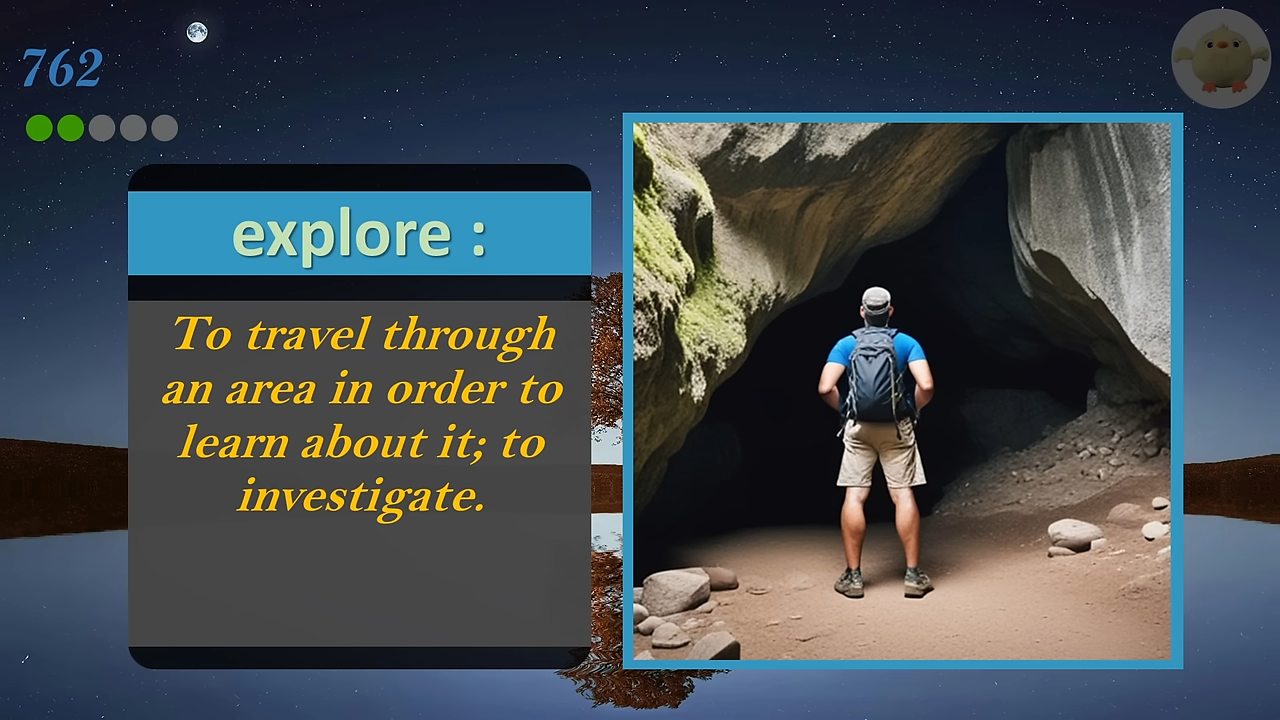 762
explore :
To travel through
an area in order to
learn about it; to
investigate.